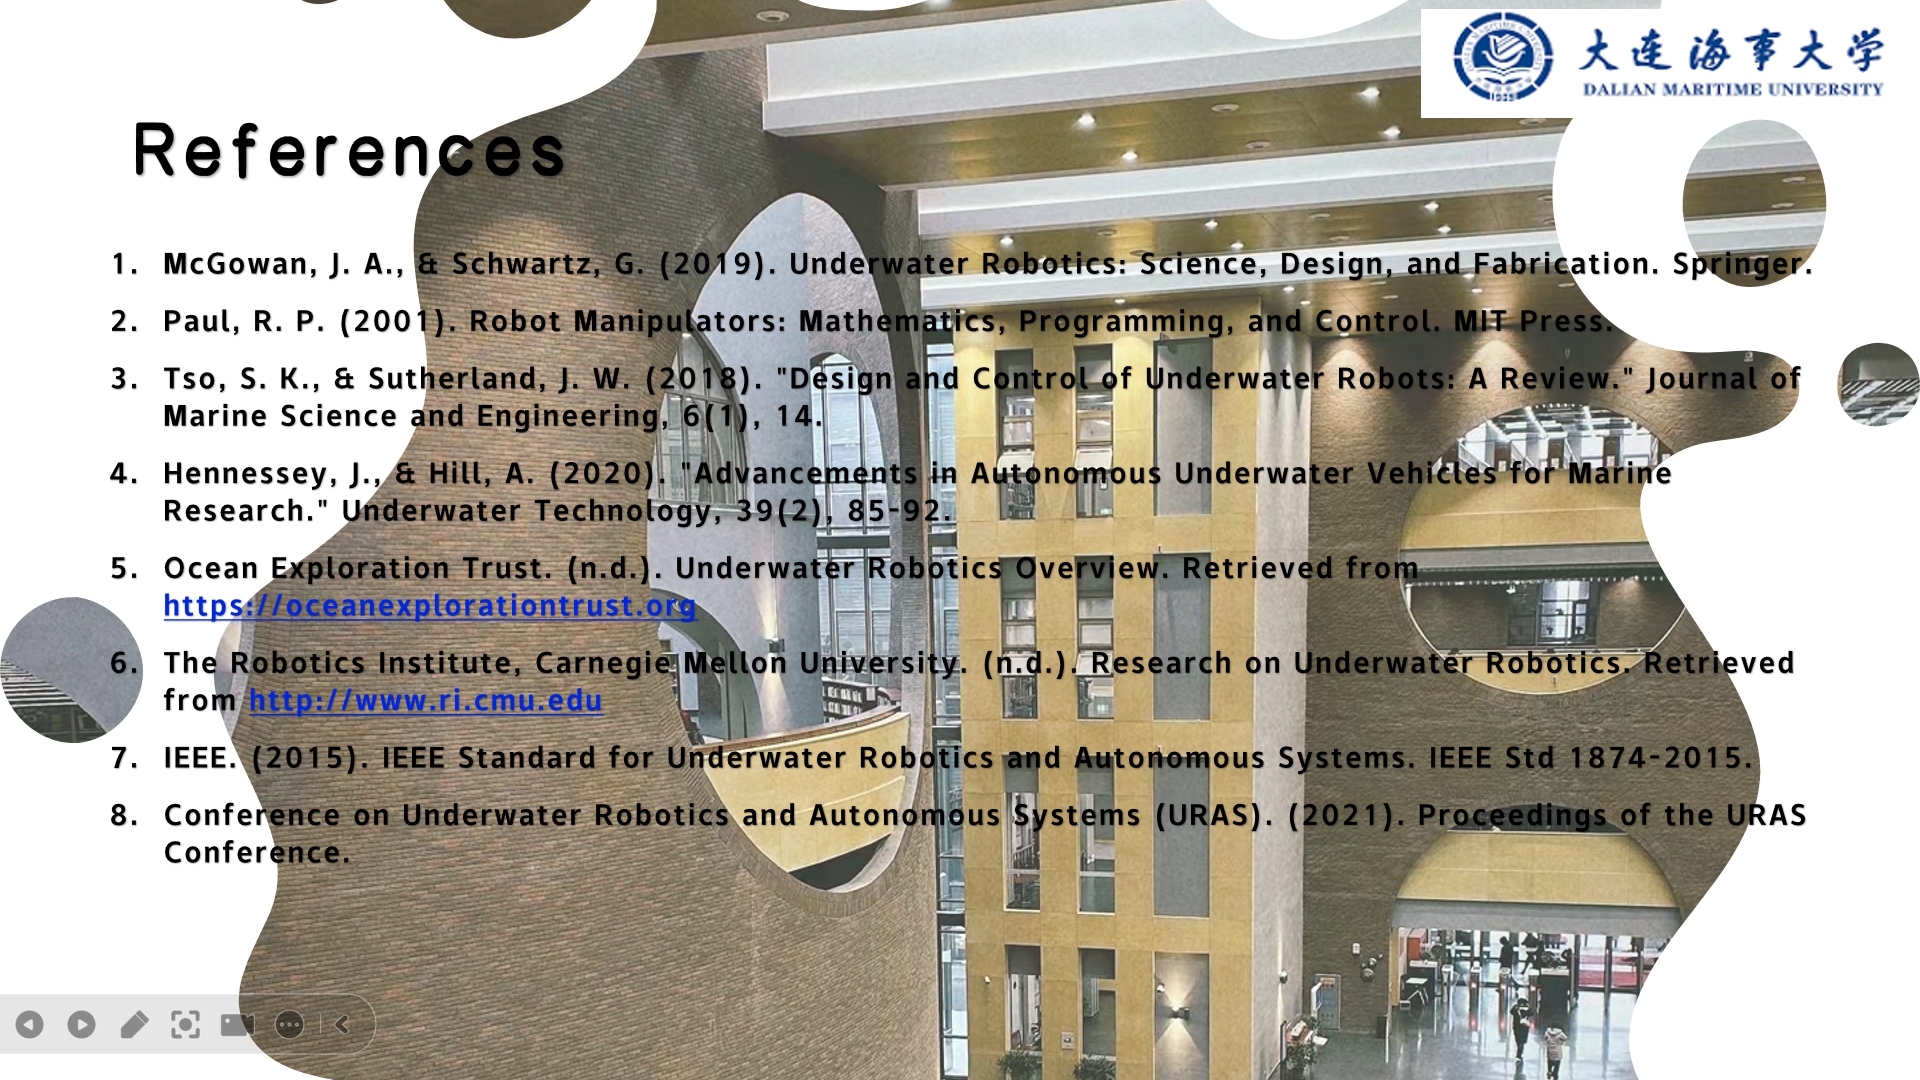 大连海事大学
DALIAN MARITIME UNIVERSITY
References
1. McGowan, J. A., & Schwartz, G. (2019). Underwater Robotics: Science, Design, and Fabrication. Springer.
2. Paul, R. P. (2001). Robot Manipulators: Mathematics, Programming, and Control. MIT Press.
3. Tso, S. K., & Sutherland, J. W. (2018). "Design and Control of Underwater Robots: A Review." Journal of
Marine Science and Engineering, 6(1), 14.
4. Hennessey, J., & Hill, A. (2020). "Advancements in Autonomous Underwater Vehicles for Marine
Research." Underwater Technology, 39(2), 85-92.
5. Ocean Exploration Trust. (n.d.). Underwater Robotics Overview. Retrieved from
https://oceanexplorationtrust.org
6. The Robotics Institute, Carnegie Mellon University. (n.d.). Research on Underwater Robotics. Retrieved
from http://www.ri.cmu.edu
7. IEEE. (2015). IEEE Standard for Underwater Robotics and Autonomous Systems. IEEE Std 1874-2015.
8. Conference on Underwater Robotics and Autonomous Systems (URAS). (2021). Proceedings of the URAS
Conference.